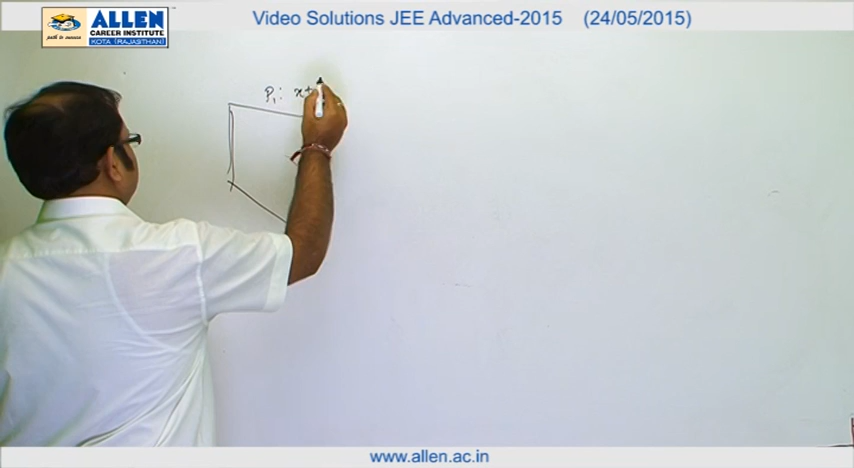 ALLEN
CAREER INSTITUTE
path to success
KOTA (RAJASTHAN)
Video Solutions JEE Advanced-2015 (24/05/2015)
P₁: x+
www.allen.ac.in